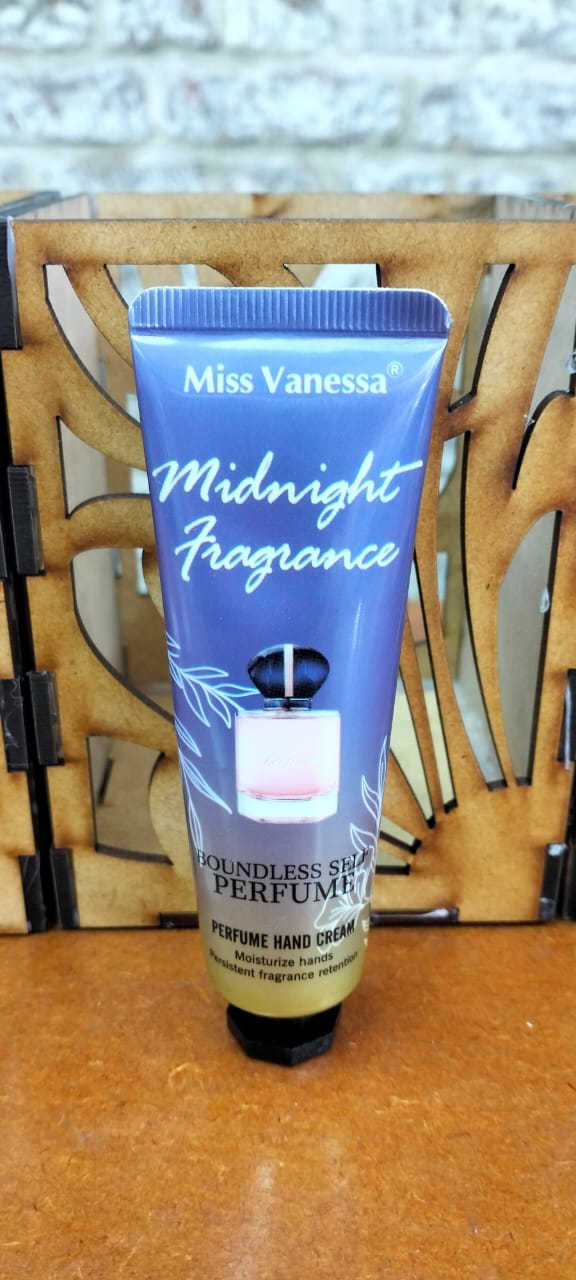 Miss Vanessa®
Midnight
Fragrance
BOUNDLESS SELF
PERFUME
PERFUME HAND CREAM
Moisturize hands
Persistent fragrance retention